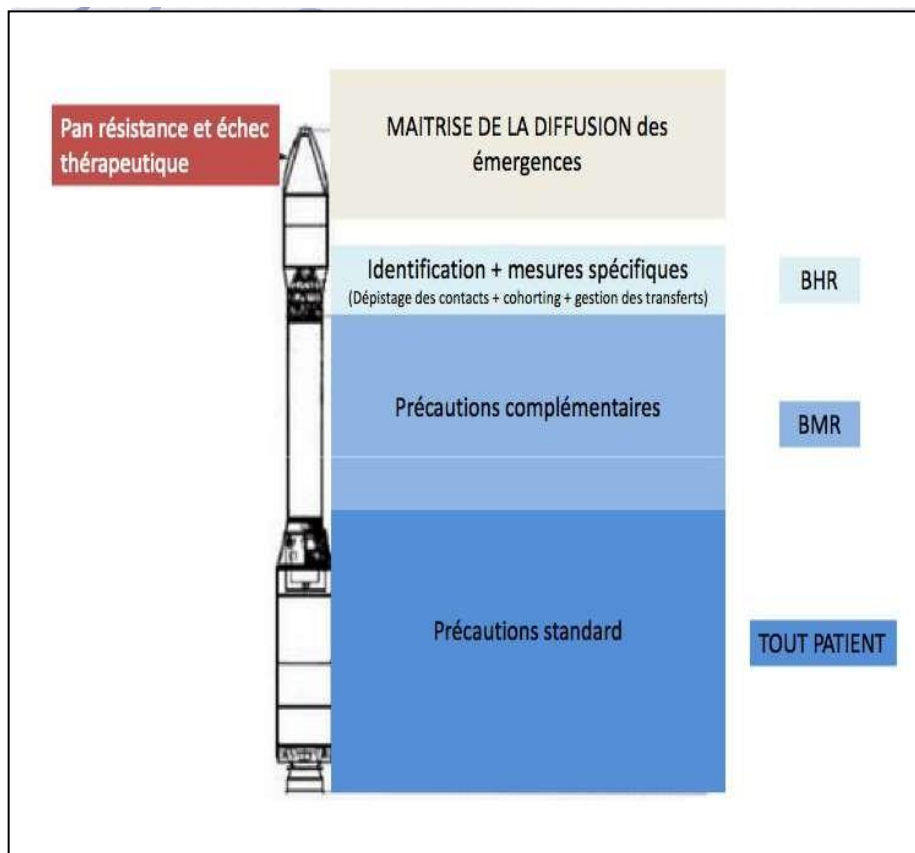 Pan résistance et échec
thérapeutique
MAITRISE DE LA DIFFUSION des
émergences
Identification + mesures spécifiques
(Dépistage des contacts + cohorting + gestion des transferts)
BHR
Précautions complémentaires
BMR
Précautions standard
TOUT PATIENT